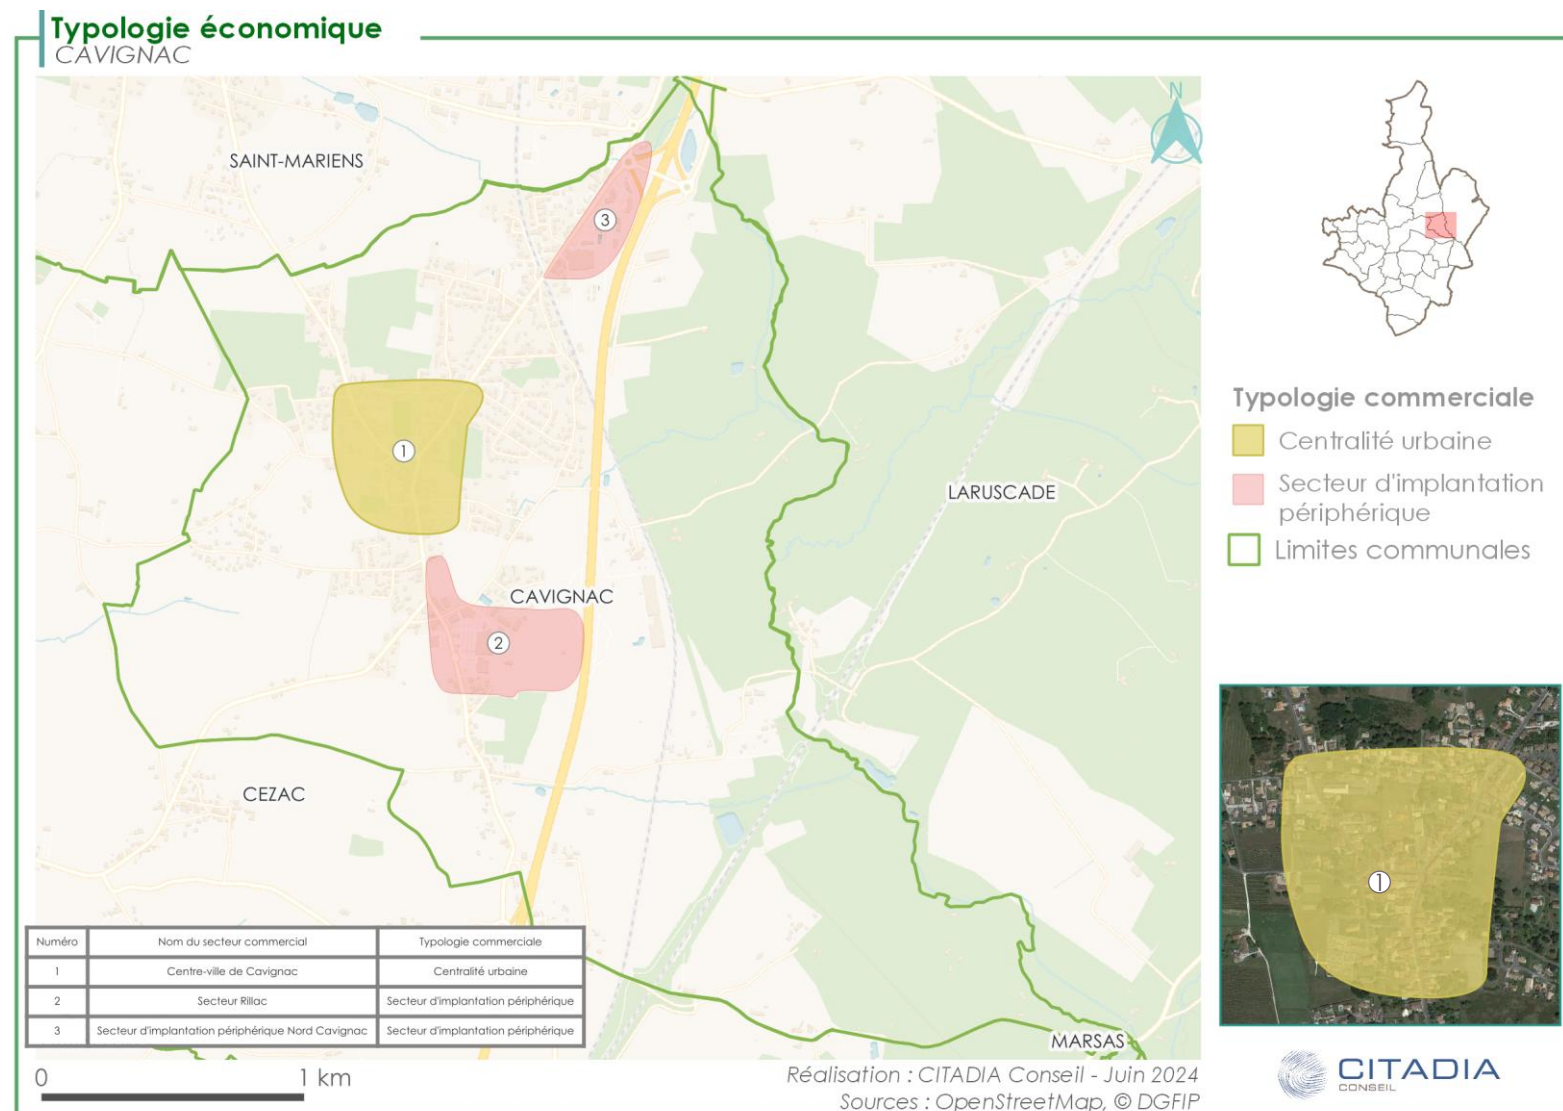 Typologie économique
CAVIGNAC
N
SAINT-MARIENS
3
1
LARUSCADE
CAVIGNAC
2
CEZAC
MARSAS
Typologie commerciale
Centralité urbaine
Secteur d'implantation
périphérique
Limites communales
1
Numéro Nom du secteur commercial Typologie commerciale
1 Centre-ville de Cavignac Centralité urbaine
2 Secteur Rillac Secteur d'implantation périphérique
3 Secteur d'implantation périphérique Nord Cavignac Secteur d'implantation périphérique
0 1 km
Réalisation : CITADIA Conseil - Juin 2024
Sources : OpenStreetMap, © DGFIP
CITADIA
CONSEIL